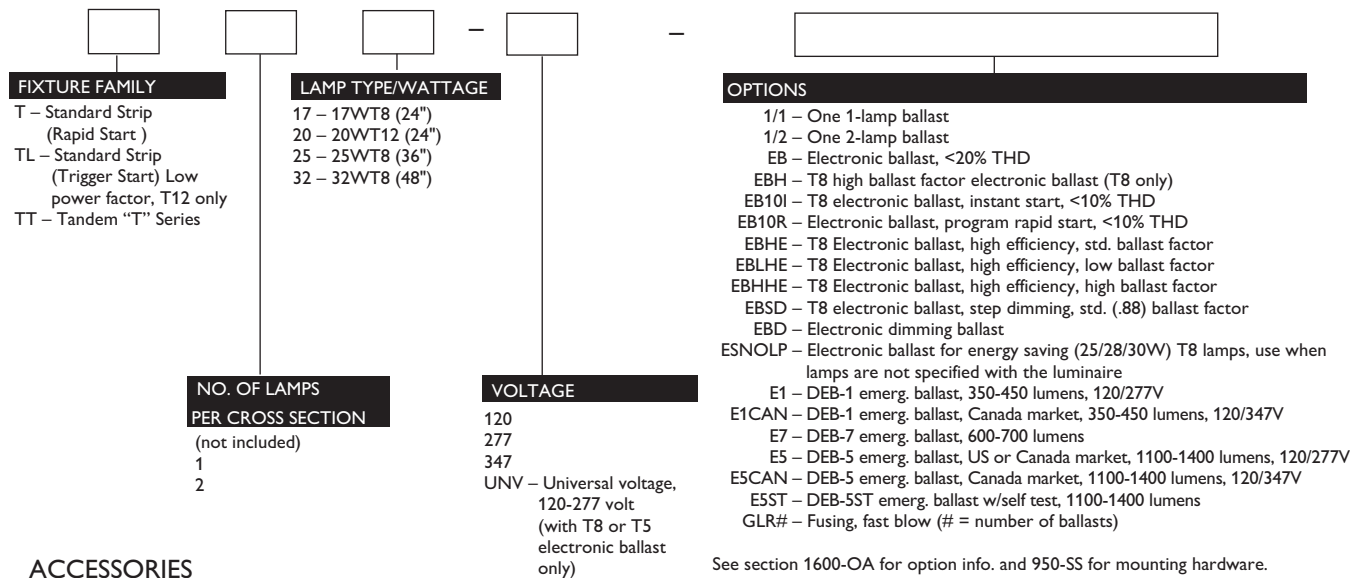 – –
FIXTURE FAMILY
T – Standard Strip
(Rapid Start )
TL – Standard Strip
(Trigger Start) Low
power factor, T12 only
TT – Tandem “T” Series
NO. OF LAMPS
PER CROSS SECTION
(not included)
1
2
LAMP TYPE/WATTAGE
17 – 17WT8 (24")
20 – 20WT12 (24")
25 – 25WT8 (36")
32 – 32WT8 (48")
VOLTAGE
120
277
347
UNV – Universal voltage,
120-277 volt
(with T8 or T5
electronic ballast
only)
OPTIONS
1/1 – One 1-lamp ballast
1/2 – One 2-lamp ballast
EB – Electronic ballast, <20% THD
EBH – T8 high ballast factor electronic ballast (T8 only)
EB10I – T8 electronic ballast, instant start, <10% THD
EB10R – Electronic ballast, program rapid start, <10% THD
EBHE – T8 Electronic ballast, high efficiency, std. ballast factor
EBLHE – T8 Electronic ballast, high efficiency, low ballast factor
EBHHE – T8 Electronic ballast, high efficiency, high ballast factor
EBSD – T8 electronic ballast, step dimming, std. (.88) ballast factor
EBD – Electronic dimming ballast
ESNOLP – Electronic ballast for energy saving (25/28/30W) T8 lamps, use when
lamps are not specified with the luminaire
E1 – DEB-1 emerg. ballast, 350-450 lumens, 120/277V
E1CAN – DEB-1 emerg. ballast, Canada market, 350-450 lumens, 120/347V
E7 – DEB-7 emerg. ballast, 600-700 lumens
E5 – DEB-5 emerg. ballast, US or Canada market, 1100-1400 lumens, 120/277V
E5CAN – DEB-5 emerg. ballast, Canada market, 1100-1400 lumens, 120/347V
E5ST – DEB-5ST emerg. ballast w/self test, 1100-1400 lumens
GLR# – Fusing, fast blow (# = number of ballasts)
See section 1600-OA for option info. and 950-SS for mounting hardware.
ACCESSORIES